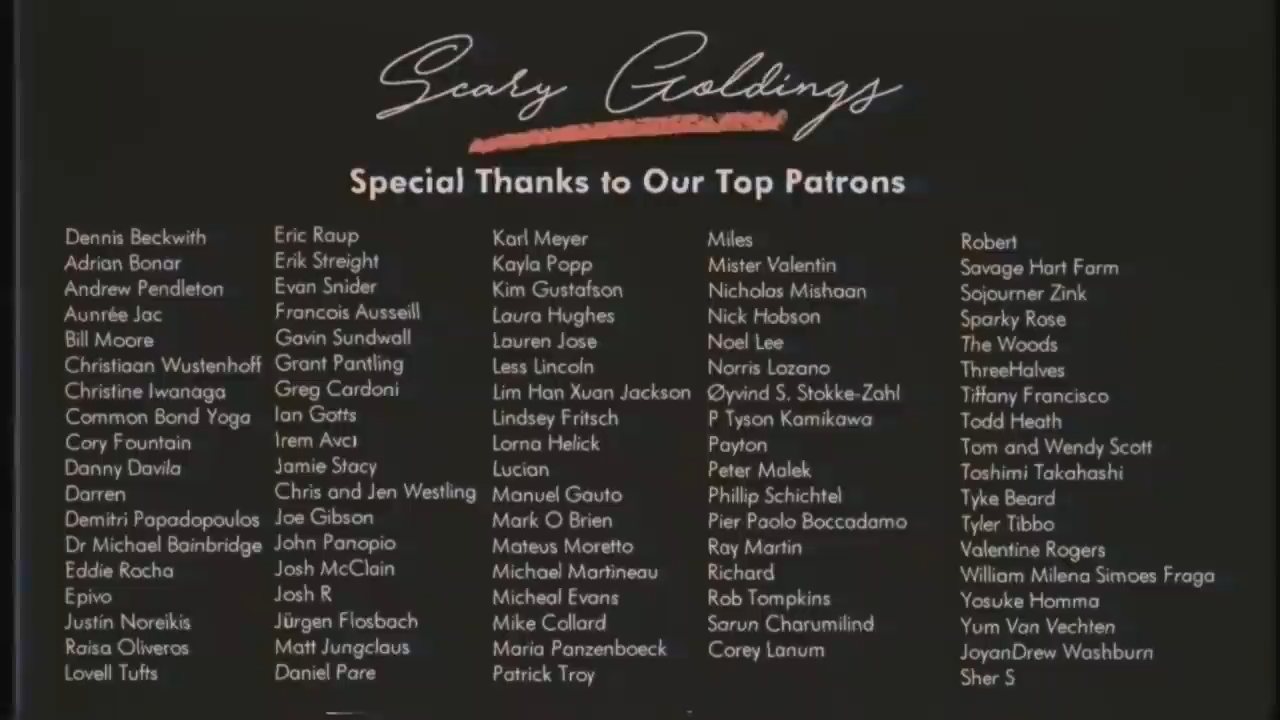 Scary Goldings
Special Thanks to Our Top Patrons
Dennis Beckwith
Adrian Bonar
Andrew Pendleton
Aunrée Jac
Bill Moore
Christiaan Wustenhoff
Christine Iwanaga
Common Bond Yoga
Cory Fountain
Danny Davila
Darren
Demitri Papadopoulos
Dr Michael Bainbridge
Eddie Rocha
Epivo
Justin Noreikis
Raisa Oliveros
Lovell Tufts
Eric Raup
Erik Streight
Evan Snider
Francois Ausseill
Gavin Sundwall
Grant Pantling
Greg Cardoni
Ian Gotts
Irem Avcı
Jamie Stacy
Chris and Jen Westling
Joe Gibson
John Panopio
Josh McClain
Josh R
Jürgen Flosbach
Matt Jungclaus
Daniel Pare
Karl Meyer
Kayla Popp
Kim Gustafson
Laura Hughes
Lauren Jose
Less Lincoln
Lim Han Xuan Jackson
Lindsey Fritsch
Lorna Helick
Lucian
Manuel Gauto
Mark O Brien
Mateus Moretto
Michael Martineau
Micheal Evans
Mike Collard
Maria Panzenboeck
Patrick Troy
Miles
Mister Valentin
Nicholas Mishaan
Nick Hobson
Noel Lee
Norris Lozano
Øyvind S. Stokke-Zahl
P Tyson Kamikawa
Payton
Peter Malek
Phillip Schichtel
Pier Paolo Boccadamo
Ray Martin
Richard
Rob Tompkins
Sarun Charumilind
Corey Lanum
Robert
Savage Hart Farm
Sojourner Zink
Sparky Rose
The Woods
ThreeHalves
Tiffany Francisco
Todd Heath
Tom and Wendy Scott
Toshimi Takahashi
Tyke Beard
Tyler Tibbo
Valentine Rogers
William Milena Simoes Fraga
Yosuke Homma
Yum Van Vechten
JoyanDrew Washburn
Sher S